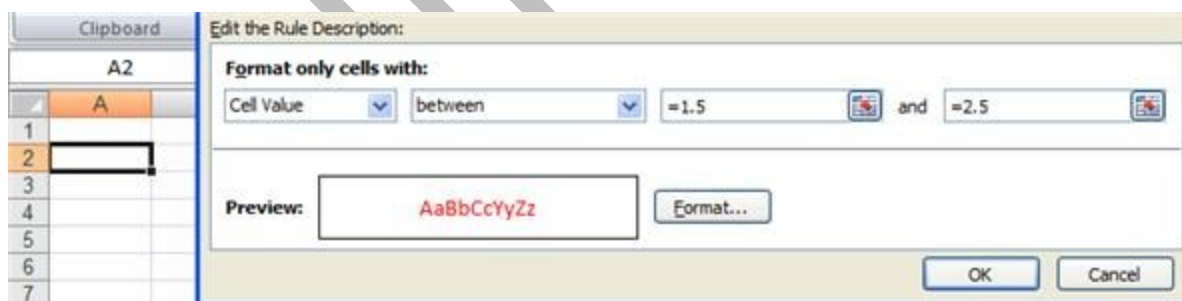 Clipboard
Edit the Rule Description:
A2
Format only cells with:
Cell Value between =1.5 and =2.5
A
1
2
3
4
5
6
7
Preview: AaBbCcYyZz Format...
OK Cancel